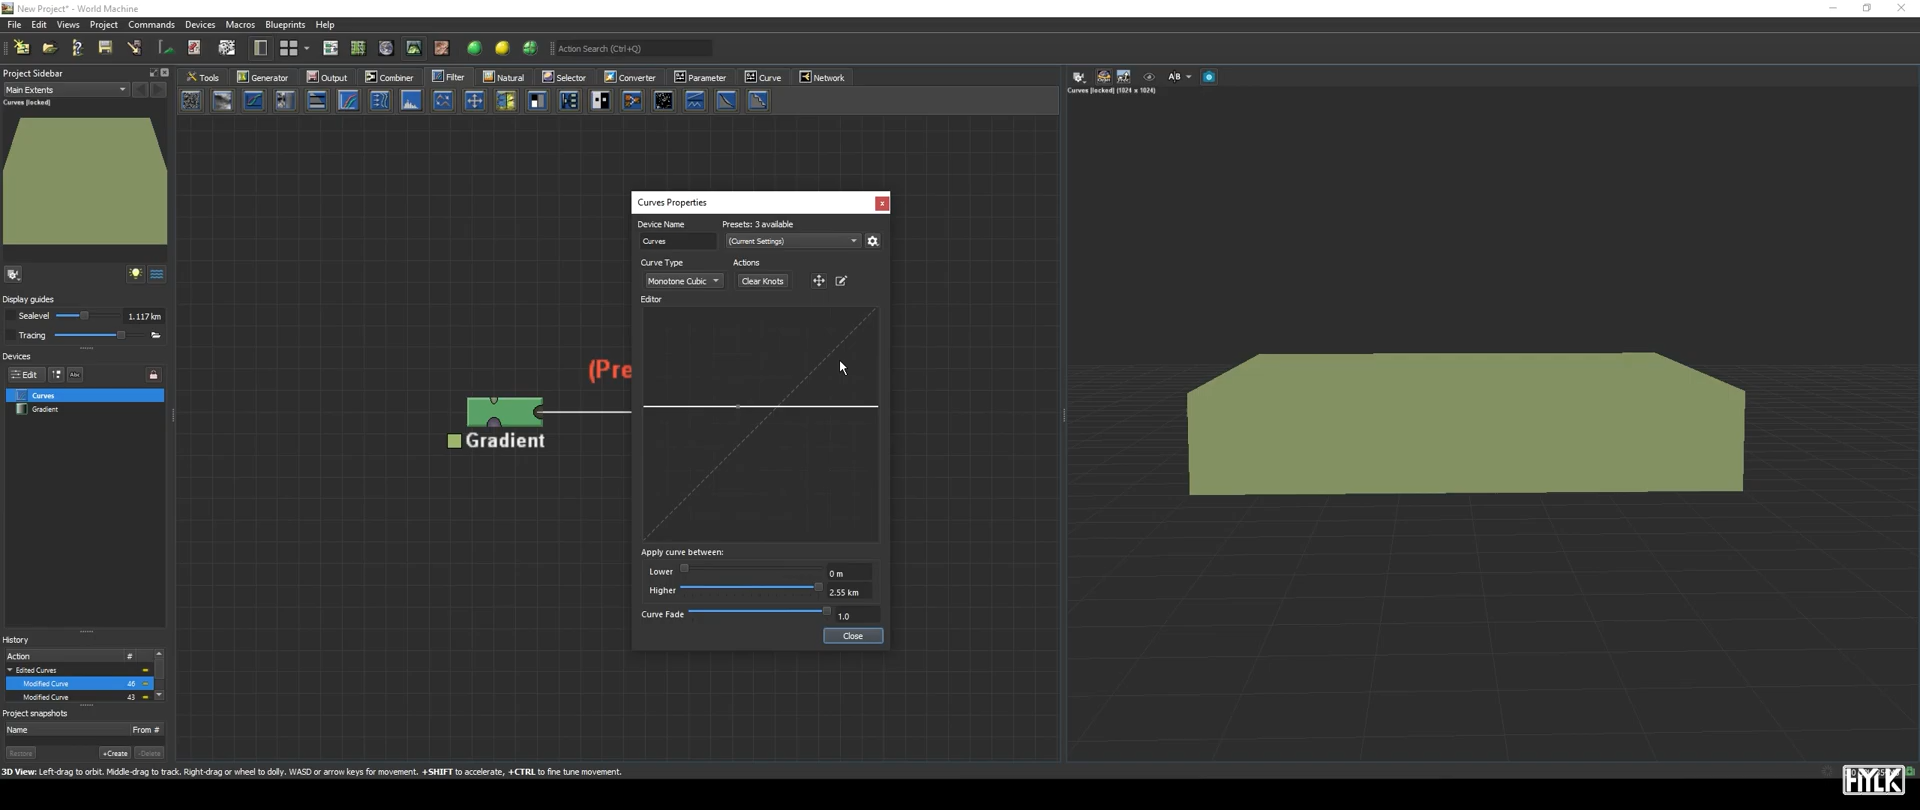 New Project* - World Machine
File Edit Views Project Commands Devices Macros Blueprints Help
Action Search (Ctrl+Q)
Project Sidebar
Main Extents
Curves [locked]
Tools Generator Output Combiner Filter Natural Selector Converter Parameter Curve Network
A|B
Curves [locked] (1024 x 1024)
Display guides
Sealevel 1.117 km
Tracing
Devices
Edit Abc
Curves
Gradient
History
Action #
Edited Curves
Modified Curve 46
Modified Curve 43
Project snapshots
Name From #
Restore +Create -Delete
(Pre
Gradient
Curves Properties
Device Name Presets: 3 available
Curves (Current Settings)
Curve Type Actions
Monotone Cubic Clear Knots
Editor
Apply curve between:
Lower 0 m
Higher 2.55 km
Curve Fade 1.0
Close
3D View: Left-drag to orbit. Middle-drag to track. Right-drag or wheel to dolly. WASD or arrow keys for movement. +SHIFT to accelerate, +CTRL to fine tune movement.
HYLK